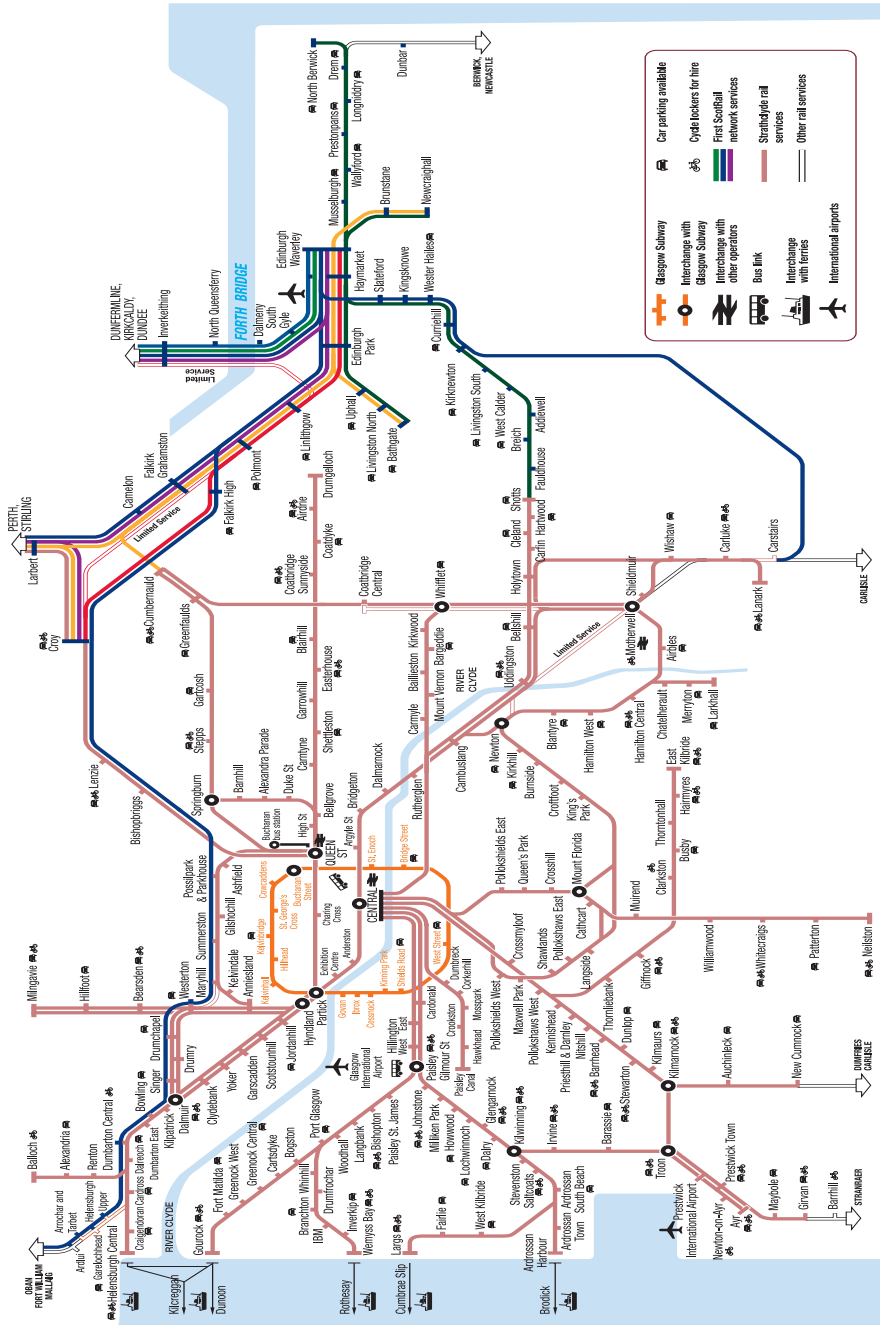 OBAN
FORT WILLIAM
MALLAIG
Ardlui
Arrochar and
Tarbet
Garelochhead
Helensburgh
Upper
Helensburgh Central
Craigendoran
Cardross
Dalreoch
Dumbarton Central
Dumbarton East
Balloch
Alexandria
Renton
Bowling
Kilpatrick
Dalmuir
Singer
Drumry
Drumchapel
Clydebank
Yoker
Garscadden
Scotstounhill
Jordanhill
Hyndland
Partick
Milngavie
Hillfoot
Bearsden
Westerton
Maryhill
Summerston
Kelvindale
Anniesland
Gilshochill
Possilpark
& Parkhouse
Ashfield
Bishopbriggs
Lenzie
Croy
Larbert
PERTH,
STIRLING
Camelon
Falkirk
Grahamston
Limited Service
Falkirk High
Polmont
Linlithgow
DUNFERMLINE,
KIRKCALDY,
DUNDEE
Inverkeithing
Limited
Service
North Queensferry
FORTH BRIDGE
Dalmeny
South
Gyle
Edinburgh
Park
Haymarket
Edinburgh
Waverley
Uphall
Livingston North
Bathgate
Musselburgh
Wallyford
Prestonpans
Longniddry
Drem
North Berwick
Dunbar
BERWICK,
NEWCASTLE
Brunstane
Newcraighall
Slateford
Kingsknowe
Wester Hailes
Curriehill
Kirknewton
Livingston South
West Calder
Addiewell
Breich
Fauldhouse
Shotts
Hartwood
Cleland
Carfin
Holytown
Bellshill
Uddingston
Cumbernauld
Greenfaulds
Gartcosh
Stepps
Springburn
Barnhill
Alexandra Parade
Duke St
Bellgrove
High St
Buchanan
bus station
QUEEN
ST
Carntyne
Shettleston
Garrowhill
Easterhouse
Blairhill
Coatbridge
Sunnyside
Coatdyke
Airdrie
Drumgelloch
Coatbridge
Central
Whifflet
Kirkwood
Bargeddie
Baillieston
Mount Vernon
Carmyle
Rutherglen
Dalmarnock
Bridgeton
Argyle St
CENTRAL
Anderston
Exhibition
Centre
Charing
Cross
Cowcaddens
St. George's
Cross
Buchanan
Street
Kelvinbridge
Hillhead
Kelvinhall
Govan
Ibrox
Cessnock
Kinning Park
Shields Road
West Street
Bridge Street
St. Enoch
RIVER
CLYDE
Cambuslang
Newton
Kirkhill
Burnside
Croftfoot
King's
Park
Blantyre
Hamilton West
Hamilton Central
Chatelherault
Merryton
Larkhall
Airbles
Motherwell
Limited Service
Shieldmuir
Wishaw
Carluke
Carstairs
Lanark
CARLISLE
RIVER CLYDE
Kilcreggan
Dunoon
Gourock
Fort Matilda
Greenock West
Greenock Central
Cartsdyke
Bogston
Port Glasgow
Woodhall
Langbank
Bishopton
Paisley St. James
Whinhill
Branchton
Drumfrochar
IBM
Inverkip
Wemyss Bay
Rothesay
Glasgow
International
Airport
Paisley
Gilmour St
Hillington
West
East
Cardonald
Paisley
Canal
Hawkhead
Crookston
Mosspark
Corkerhill
Dumbreck
Johnstone
Milliken Park
Howwood
Lochwinnoch
Glengarnock
Dalry
Kilwinning
Stevenston
Saltcoats
Ardrossan
South Beach
Ardrossan
Town
Ardrossan
Harbour
Brodick
West Kilbride
Fairlie
Largs
Cumbrae Slip
Irvine
Barassie
Troon
Prestwick
International Airport
Prestwick Town
Newton-on-Ayr
Ayr
Maybole
Girvan
Barrhill
STRANRAER
Pollokshields East
Queen's Park
Crosshill
Mount Florida
Cathcart
Crossmyloof
Pollokshaws East
Shawlands
Langside
Maxwell Park
Pollokshields West
Pollokshaws West
Kennishead
Priesthill & Darnley
Nitshill
Barrhead
Dunlop
Stewarton
Kilmaurs
Kilmarnock
Auchinleck
New Cumnock
DUMFRIES
CARLISLE
Thornliebank
Giffnock
Clarkston
Busby
Thorntonhall
Hairmyres
East
Kilbride
Muirend
Williamwood
Whitecraigs
Patterton
Neilston
Glasgow Subway
Interchange with
Glasgow Subway
Interchange with
other operators
Bus link
Interchange
with ferries
International airports
Car parking available
Cycle lockers for hire
First ScotRail
network services
Strathclyde rail
services
Other rail services